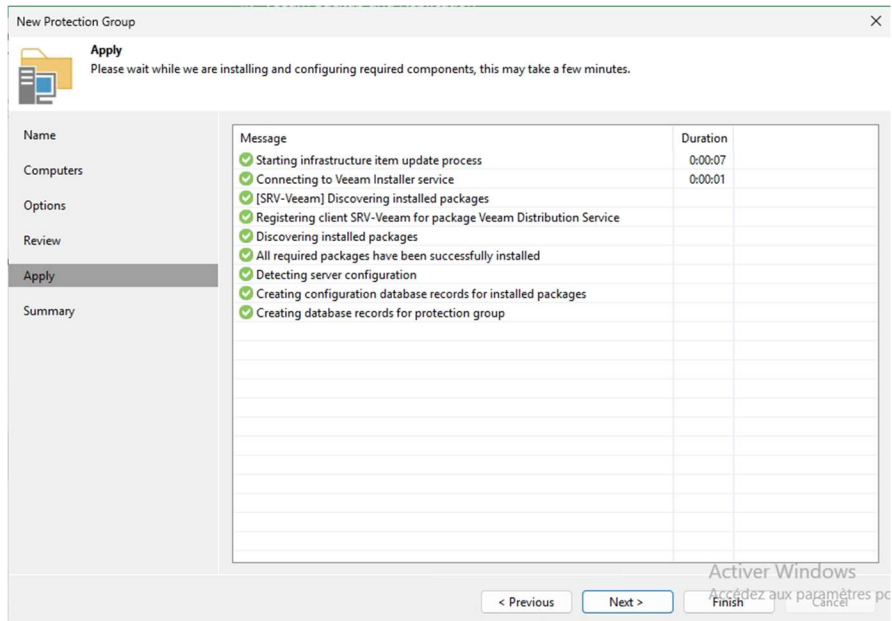 New Protection Group
Apply
Please wait while we are installing and configuring required components, this may take a few minutes.
Name
Computers
Options
Review
Apply
Summary
Message Duration
Starting infrastructure item update process 0:00:07
Connecting to Veeam Installer service 0:00:01
[SRV-Veeam] Discovering installed packages
Registering client SRV-Veeam for package Veeam Distribution Service
Discovering installed packages
All required packages have been successfully installed
Detecting server configuration
Creating configuration database records for installed packages
Creating database records for protection group
Activer Windows
Accédez aux paramètres
< Previous Next > Finish Cancel